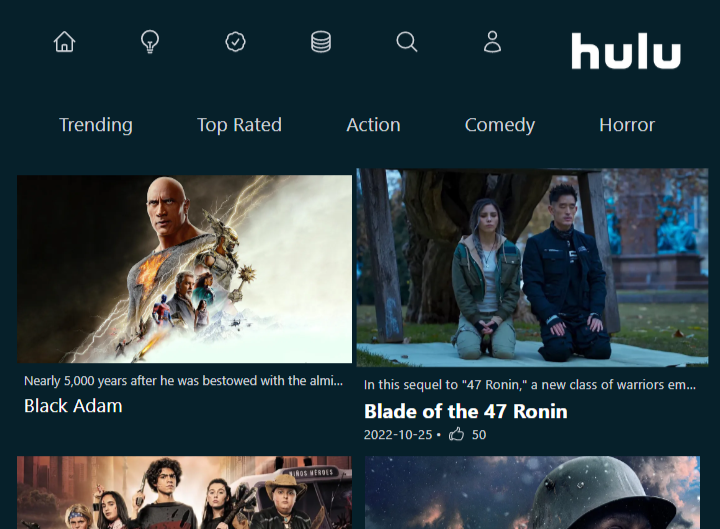 hulu
Trending
Top Rated
Action
Comedy
Horror
Nearly 5,000 years after he was bestowed with the almi...
Black Adam
In this sequel to "47 Ronin," a new class of warriors em...
Blade of the 47 Ronin
2022-10-25 • 50
NIÑOS HÉROES